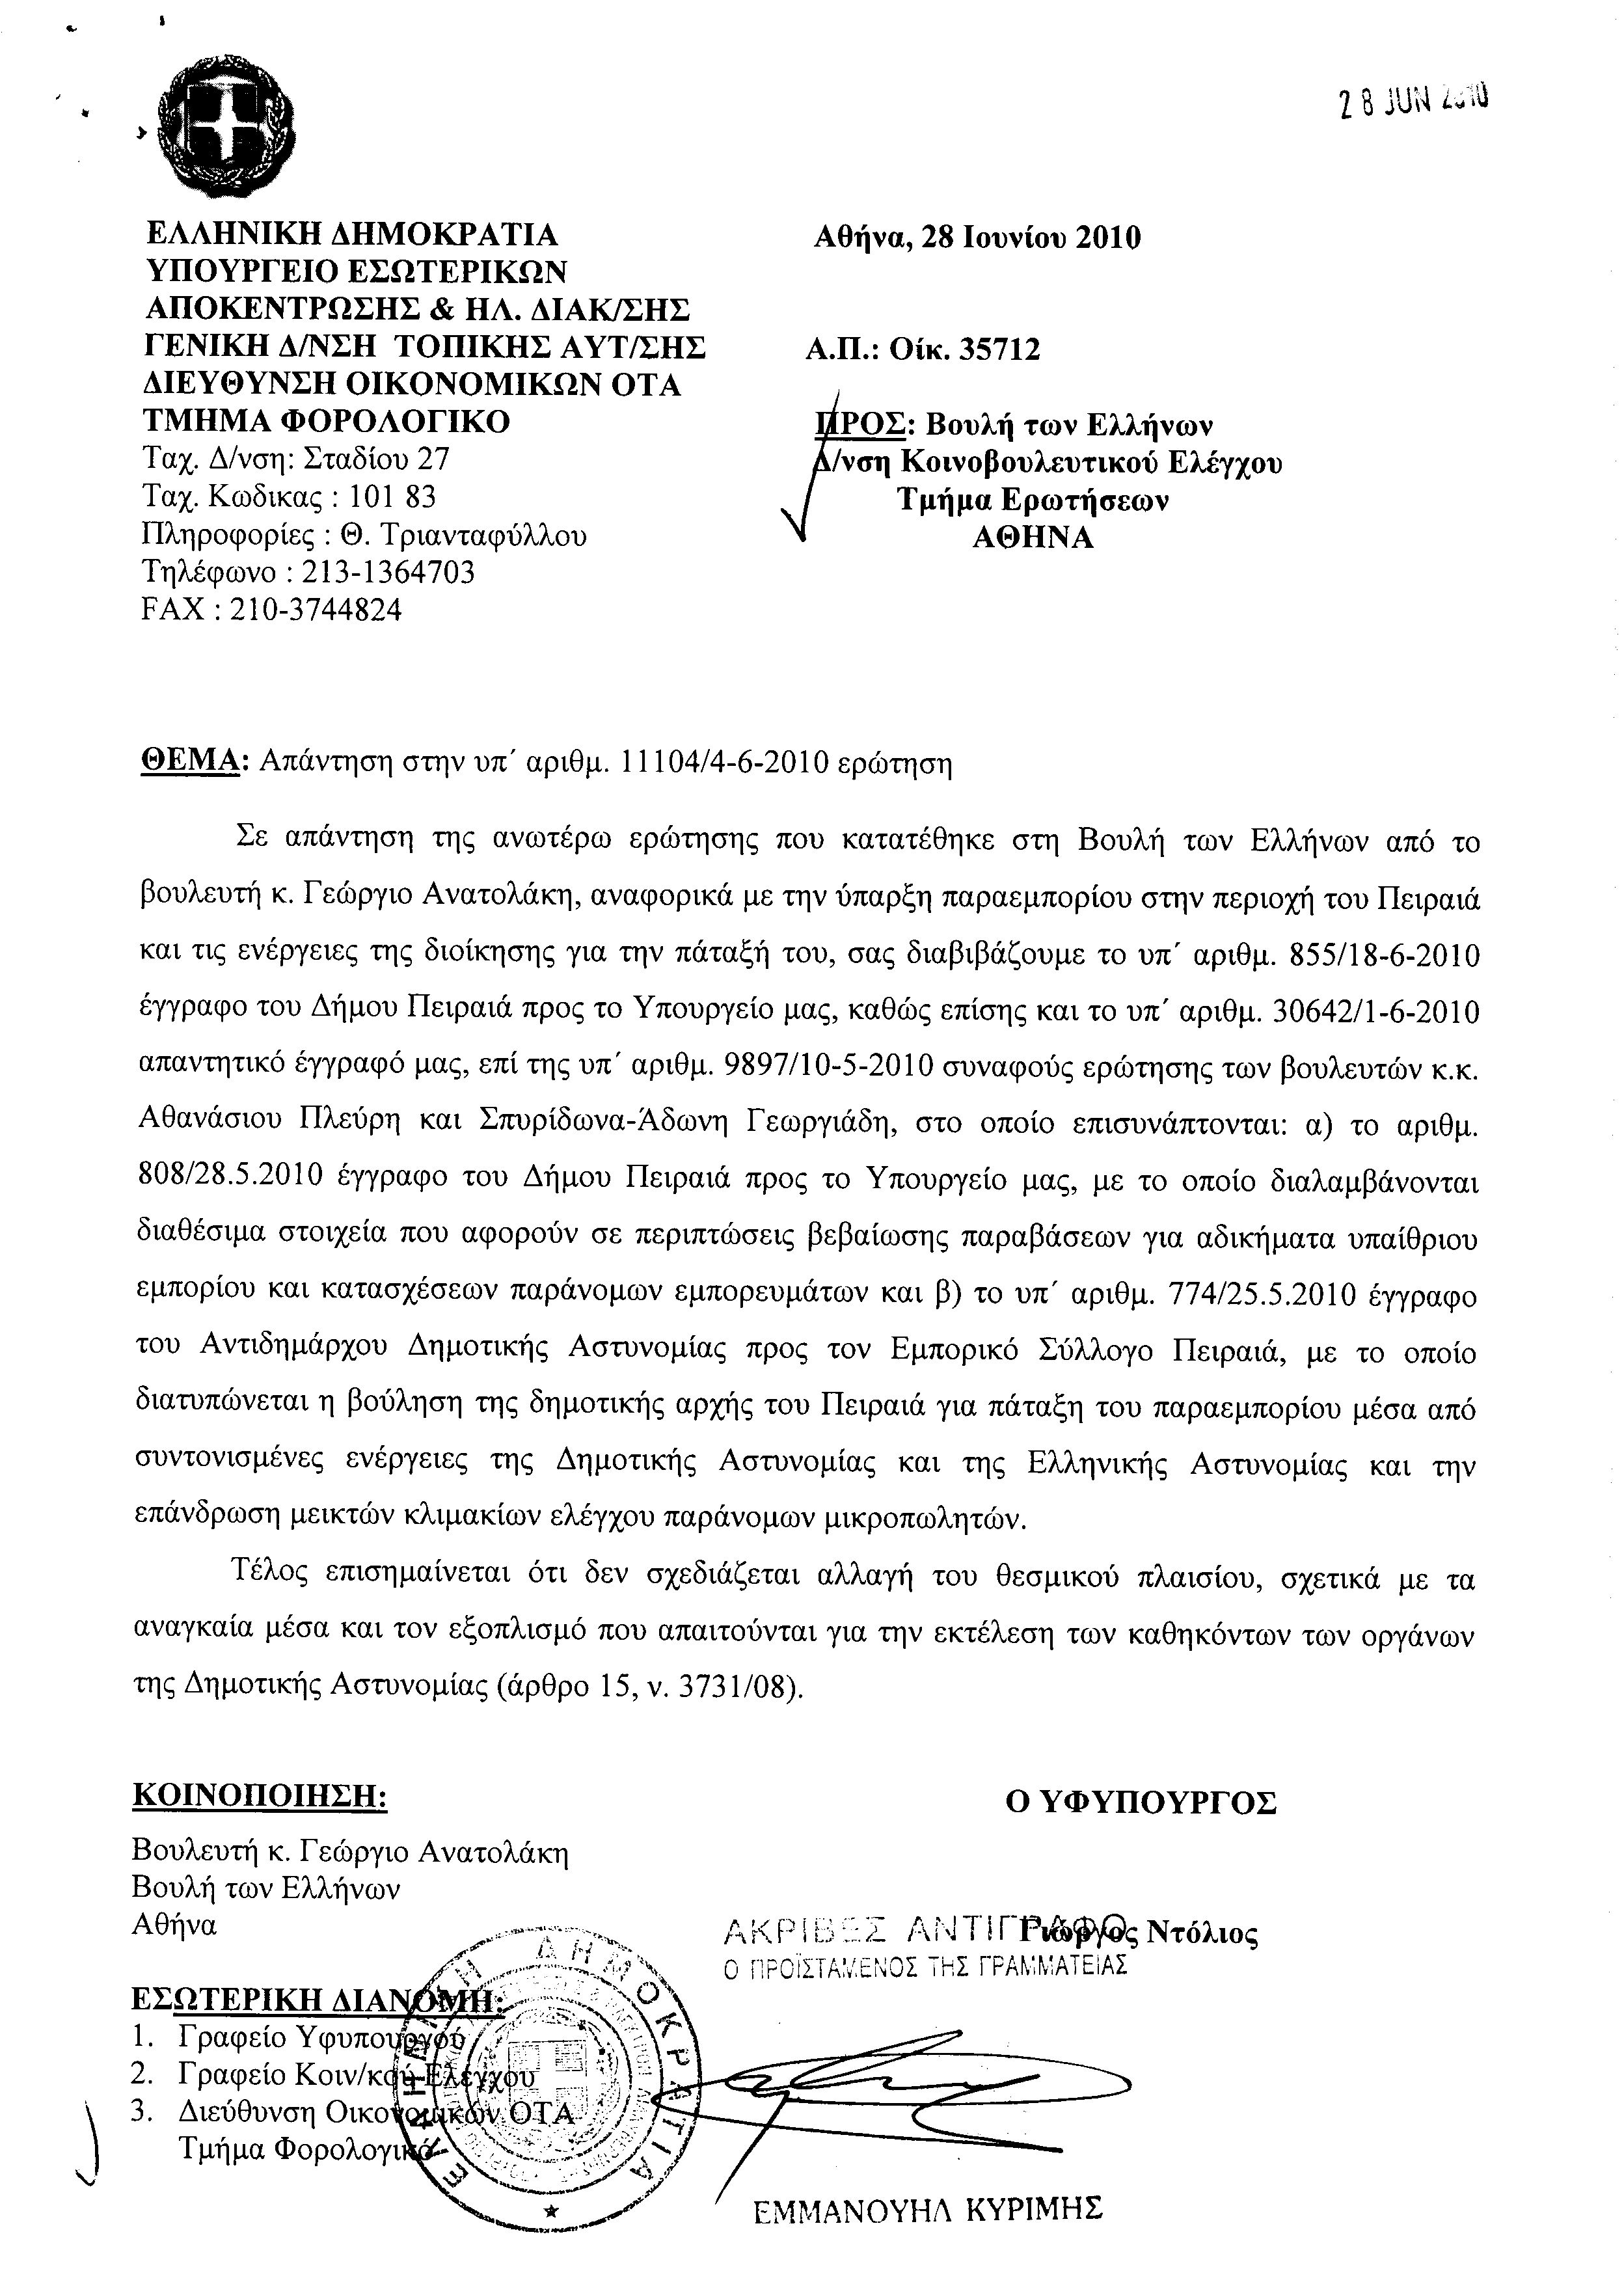 28 JUN 2010
ΕΛΛΗΝΙΚΗ ΔΗΜΟΚΡΑΤΙΑ
ΥΠΟΥΡΓΕΙΟ ΕΣΩΤΕΡΙΚΩΝ
ΑΠΟΚΕΝΤΡΩΣΗΣ & ΗΛ. ΔΙΑΚ/ΣΗΣ
ΓΕΝΙΚΗ Δ/ΝΣΗ ΤΟΠΙΚΗΣ ΑΥΤ/ΣΗΣ
ΔΙΕΥΘΥΝΣΗ ΟΙΚΟΝΟΜΙΚΩΝ ΟΤΑ
ΤΜΗΜΑ ΦΟΡΟΛΟΓΙΚΟ
Ταχ. Δ/νση: Σταδίου 27
Ταχ. Κωδικας : 101 83
Πληροφορίες : Θ. Τριανταφύλλου
Τηλέφωνο : 213-1364703
FAX : 210-3744824
Αθήνα, 28 Ιουνίου 2010
Α.Π.: Οίκ. 35712
ΠΡΟΣ: Βουλή των Ελλήνων
Δ/νση Κοινοβουλευτικού Ελέγχου
Τμήμα Ερωτήσεων
ΑΘΗΝΑ
ΘΕΜΑ: Απάντηση στην υπ΄ αριθμ. 11104/4-6-2010 ερώτηση
Σε απάντηση της ανωτέρω ερώτησης που κατατέθηκε στη Βουλή των Ελλήνων από το
βουλευτή κ. Γεώργιο Ανατολάκη, αναφορικά με την ύπαρξη παραεμπορίου στην περιοχή του Πειραιά
και τις ενέργειες της διοίκησης για την πάταξή του, σας διαβιβάζουμε το υπ΄ αριθμ. 855/18-6-2010
έγγραφο του Δήμου Πειραιά προς το Υπουργείο μας, καθώς επίσης και το υπ΄ αριθμ. 30642/1-6-2010
απαντητικό έγγραφό μας, επί της υπ΄ αριθμ. 9897/10-5-2010 συναφούς ερώτησης των βουλευτών κ.κ.
Αθανάσιου Πλεύρη και Σπυρίδωνα-Άδωνη Γεωργιάδη, στο οποίο επισυνάπτονται: α) το αριθμ.
808/28.5.2010 έγγραφο του Δήμου Πειραιά προς το Υπουργείο μας, με το οποίο διαλαμβάνονται
διαθέσιμα στοιχεία που αφορούν σε περιπτώσεις βεβαίωσης παραβάσεων για αδικήματα υπαίθριου
εμπορίου και κατασχέσεων παράνομων εμπορευμάτων και β) το υπ΄ αριθμ. 774/25.5.2010 έγγραφο
του Αντιδημάρχου Δημοτικής Αστυνομίας προς τον Εμπορικό Σύλλογο Πειραιά, με το οποίο
διατυπώνεται η βούληση της δημοτικής αρχής του Πειραιά για πάταξη του παραεμπορίου μέσα από
συντονισμένες ενέργειες της Δημοτικής Αστυνομίας και της Ελληνικής Αστυνομίας και την
επάνδρωση μεικτών κλιμακίων ελέγχου παράνομων μικροπωλητών.
Τέλος επισημαίνεται ότι δεν σχεδιάζεται αλλαγή του θεσμικού πλαισίου, σχετικά με τα
αναγκαία μέσα και τον εξοπλισμό που απαιτούνται για την εκτέλεση των καθηκόντων των οργάνων
της Δημοτικής Αστυνομίας (άρθρο 15, ν. 3731/08).
ΚΟΙΝΟΠΟΙΗΣΗ:
Βουλευτή κ. Γεώργιο Ανατολάκη
Βουλή των Ελλήνων
Αθήνα
Ο ΥΦΥΠΟΥΡΓΟΣ
Γιώργος Ντόλιος
ΑΚΡΙΒΕΣ ΑΝΤΙΓΡΑΦΟ
Ο ΠΡΟΪΣΤΑΜΕΝΟΣ ΤΗΣ ΓΡΑΜΜΑΤΕΙΑΣ
ΕΣΩΤΕΡΙΚΗ ΔΙΑΝΟΜΗ:
1. Γραφείο Υφυπουργού
2. Γραφείο Κοιν/κού Ελέγχου
3. Διεύθυνση Οικονομικών ΟΤΑ
Τμήμα Φορολογικό
ΕΛΛΗΝΙΚΗ ΔΗΜΟΚΡΑΤΙΑ
ΕΜΜΑΝΟΥΗΛ ΚΥΡΙΜΗΣ